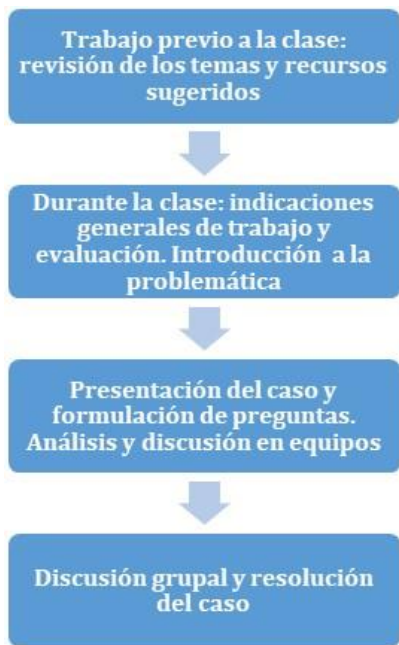 Trabajo previo a la clase:
revisión de los temas y recursos
sugeridos
Durante la clase: indicaciones
generales de trabajo y
evaluación. Introducción a la
problemática
Presentación del caso y
formulación de preguntas.
Análisis y discusión en equipos
Discusión grupal y resolución
del caso